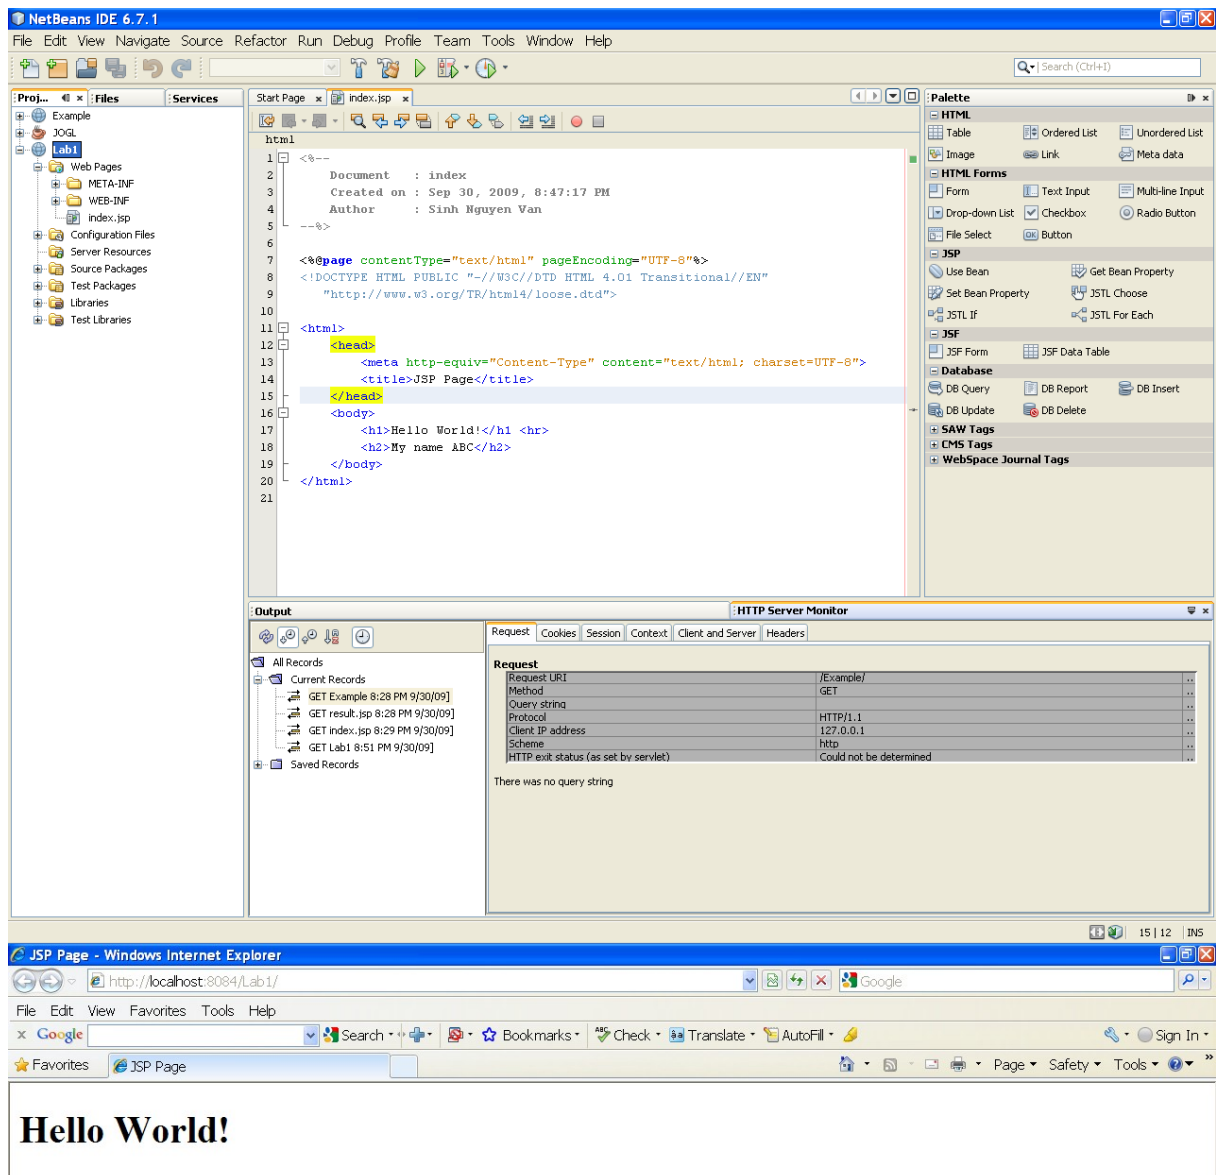 NetBeans IDE 6.7.1
File Edit View Navigate Source Refactor Run Debug Profile Team Tools Window Help
Search (Ctrl+I)
Proj... Files Services
Example
JOGL
Lab1
Web Pages
META-INF
WEB-INF
index.jsp
Configuration Files
Server Resources
Source Packages
Test Packages
Libraries
Test Libraries
Start Page index.jsp
html
1 <%--
2 Document : index
3 Created on : Sep 30, 2009, 8:47:17 PM
4 Author : Sinh Nguyen Van
5 --%>
6
7 <%@page contentType="text/html" pageEncoding="UTF-8"%>
8 <!DOCTYPE HTML PUBLIC "-//W3C//DTD HTML 4.01 Transitional//EN"
9 "http://www.w3.org/TR/html4/loose.dtd">
10
11 <html>
12 <head>
13 <meta http-equiv="Content-Type" content="text/html; charset=UTF-8">
14 <title>JSP Page</title>
15 </head>
16 <body>
17 <h1>Hello World!</h1 <hr>
18 <h2>My name ABC</h2>
19 </body>
20 </html>
21
Palette
HTML
Table Ordered List Unordered List
Image Link Meta data
HTML Forms
Form Text Input Multi-line Input
Drop-down List Checkbox Radio Button
File Select OK Button
JSP
Use Bean Get Bean Property
Set Bean Property JSTL Choose
JSTL If JSTL For Each
JSF
JSF Form JSF Data Table
Database
DB Query DB Report DB Insert
DB Update DB Delete
SAW Tags
CMS Tags
WebSpace Journal Tags
Output
All Records
Current Records
GET Example 8:28 PM 9/30/09]
GET result.jsp 8:28 PM 9/30/09]
GET index.jsp 8:29 PM 9/30/09]
GET Lab1 8:51 PM 9/30/09]
Saved Records
HTTP Server Monitor
Request Cookies Session Context Client and Server Headers
Request
Request URI /Example/ ..
Method GET ..
Query string ..
Protocol HTTP/1.1 ..
Client IP address 127.0.0.1 ..
Scheme http ..
HTTP exit status (as set by servlet) Could not be determined ..
There was no query string
15 | 12 INS
JSP Page - Windows Internet Explorer
http://localhost:8084/Lab1/
Google
File Edit View Favorites Tools Help
x Google Search Bookmarks ABC Check Translate AutoFill Sign In
Favorites JSP Page Page Safety Tools »
Hello World!